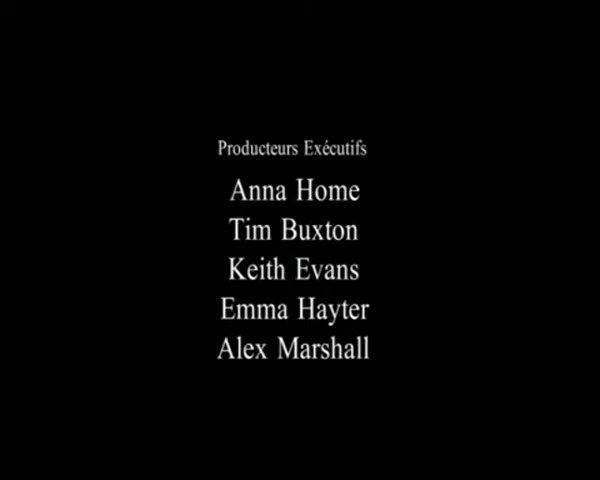 Producteurs Exécutifs
Anna Home
Tim Buxton
Keith Evans
Emma Hayter
Alex Marshall